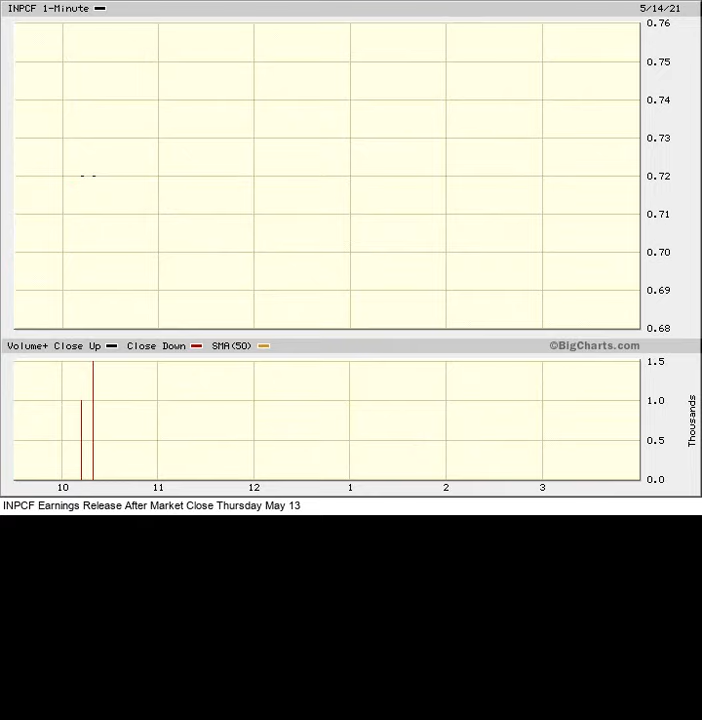 INPCF 1-Minute 5/14/21
0.76
0.75
0.74
0.73
0.72
0.71
0.70
0.69
0.68
Volume+ Close Up Close Down SMA(50) ©BigCharts.com
1.5
1.0
0.5
0.0
Thousands
10 11 12 1 2 3
INPCF Earnings Release After Market Close Thursday May 13